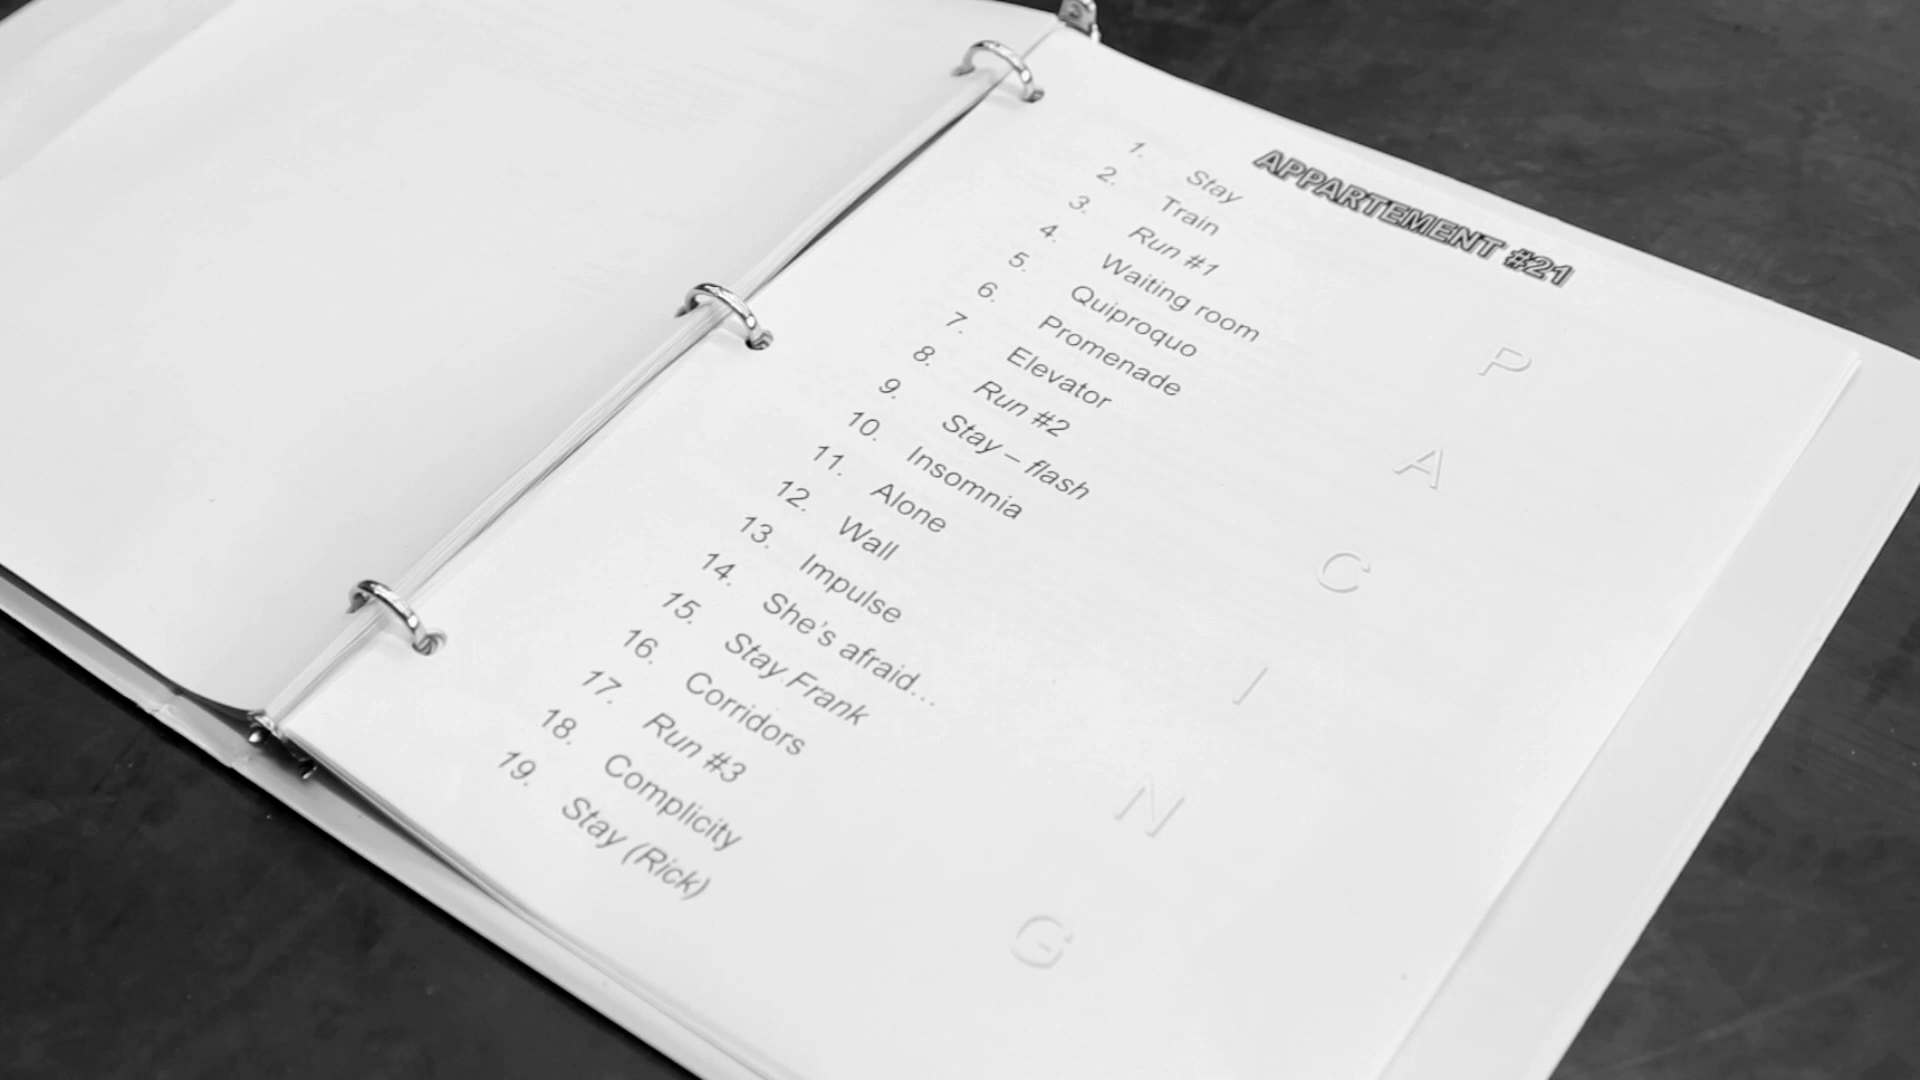 APPARTEMENT #21
1. Stay
2. Train
3. Run #1
4. Waiting room
5. Quiproquo
6. Promenade
7. Elevator
8. Run #2
9. Stay – flash
10. Insomnia
11. Alone
12. Wall
13. Impulse
14. She's afraid...
15. Stay Frank
16. Corridors
17. Run #3
18. Complicity
19. Stay (Rick)
P
A
C
I
N
G